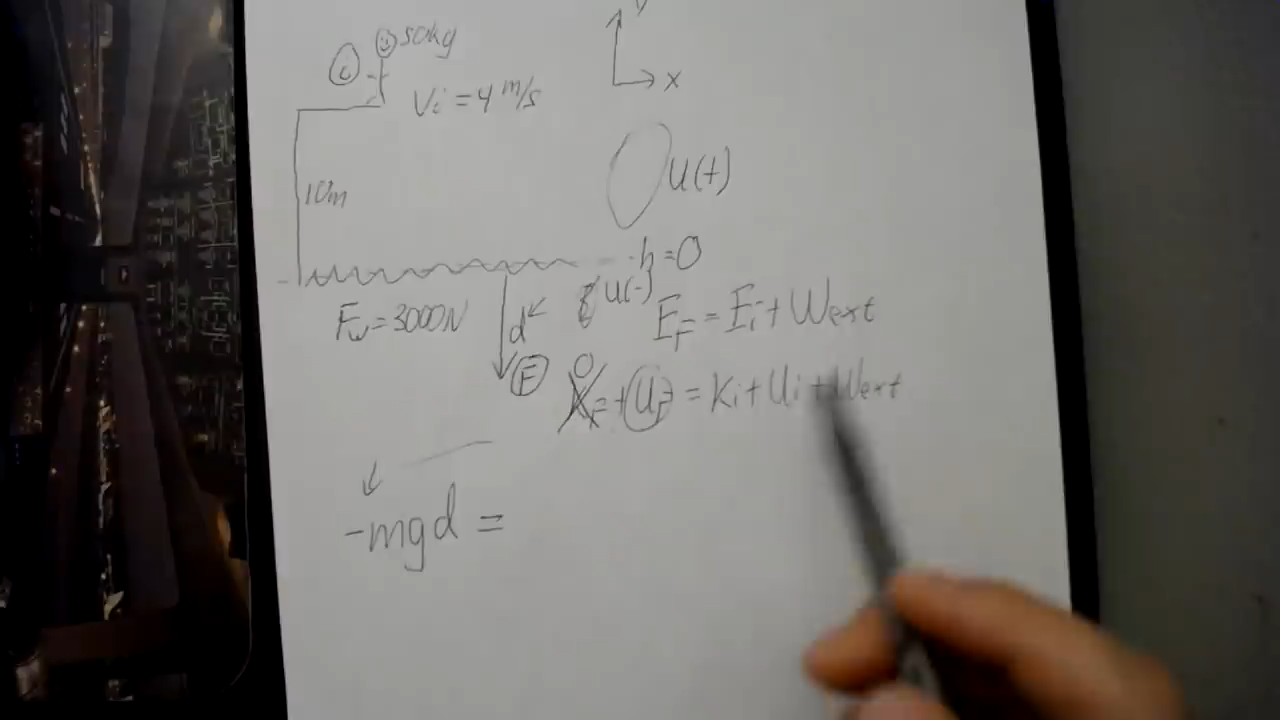 i 50kg
Vi = 4 m/s
x
10m
U(+)
h = 0
U(-)
Fw = 3000N
d
EF = Ei + Wext
F
0
KF + UF = Ki + Ui + Wext
-mgd =